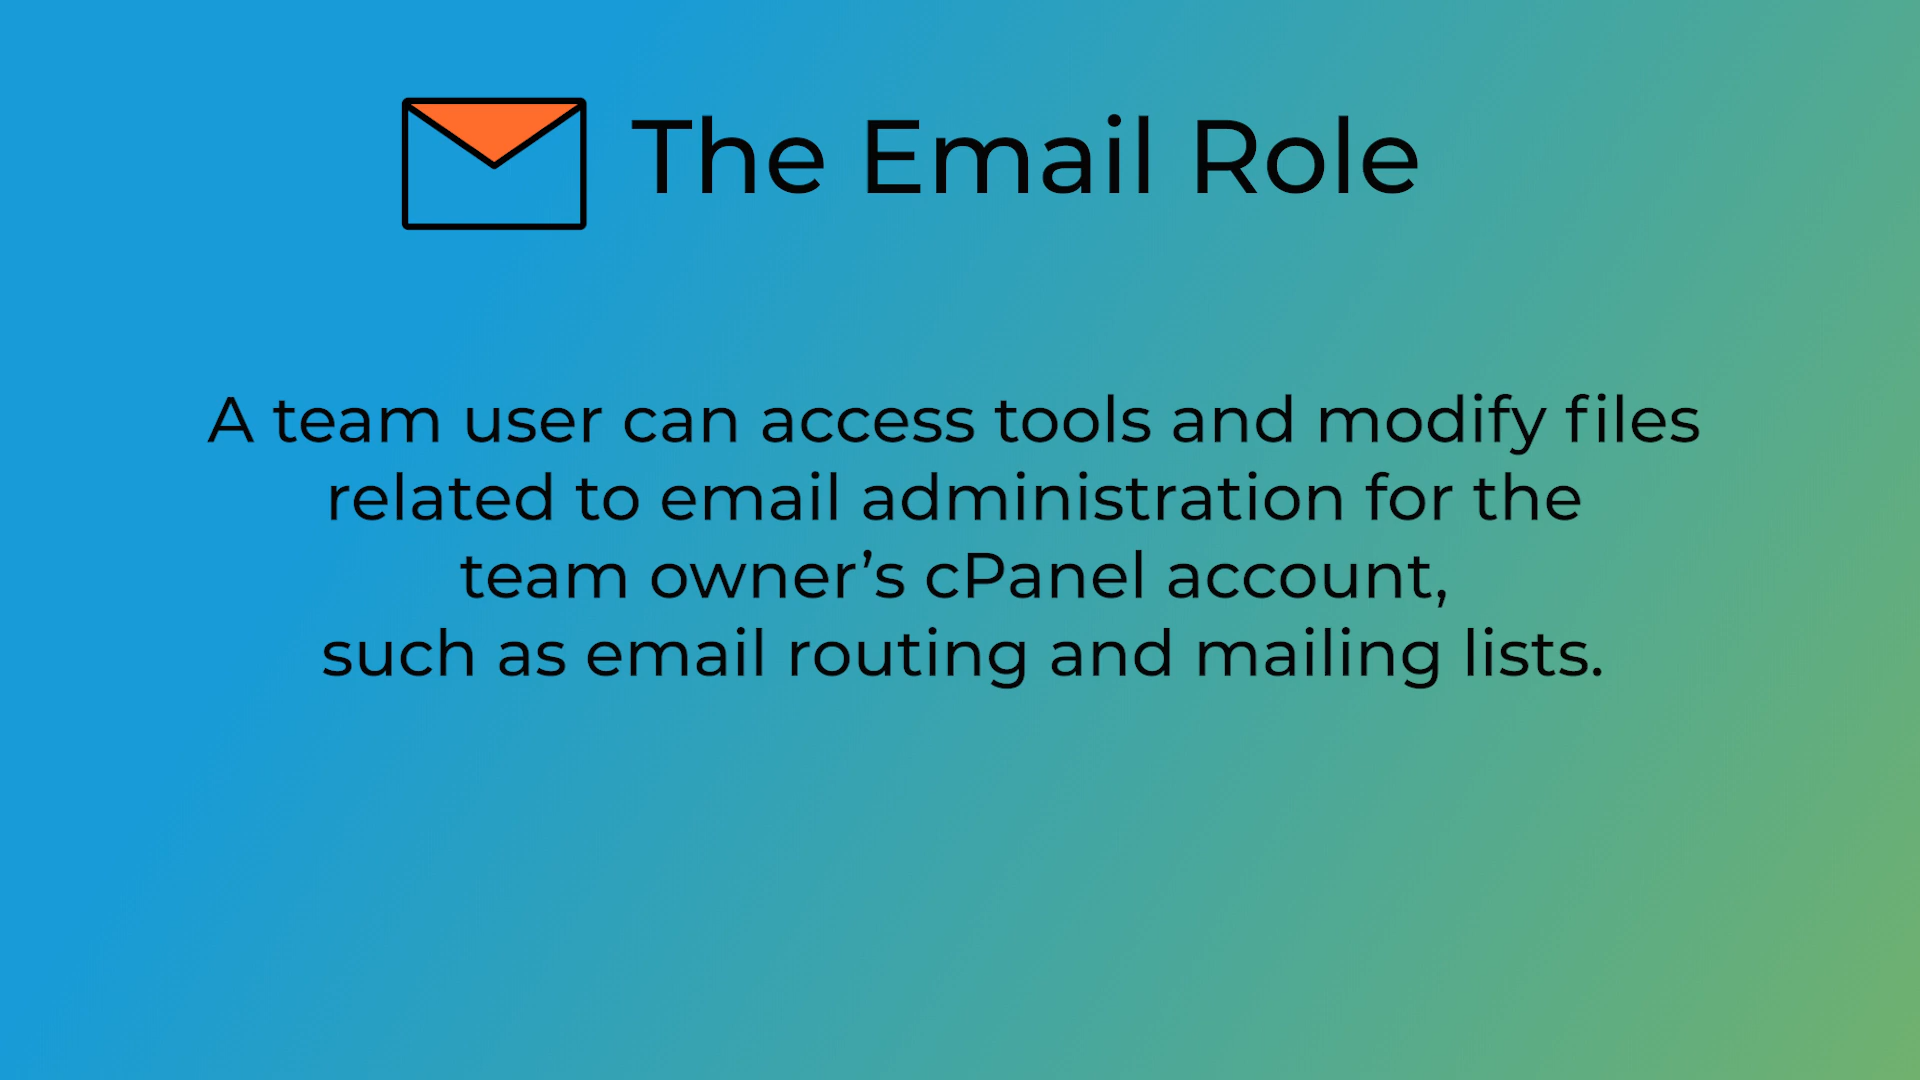 The Email Role
A team user can access tools and modify files
related to email administration for the
team owner’s cPanel account,
such as email routing and mailing lists.